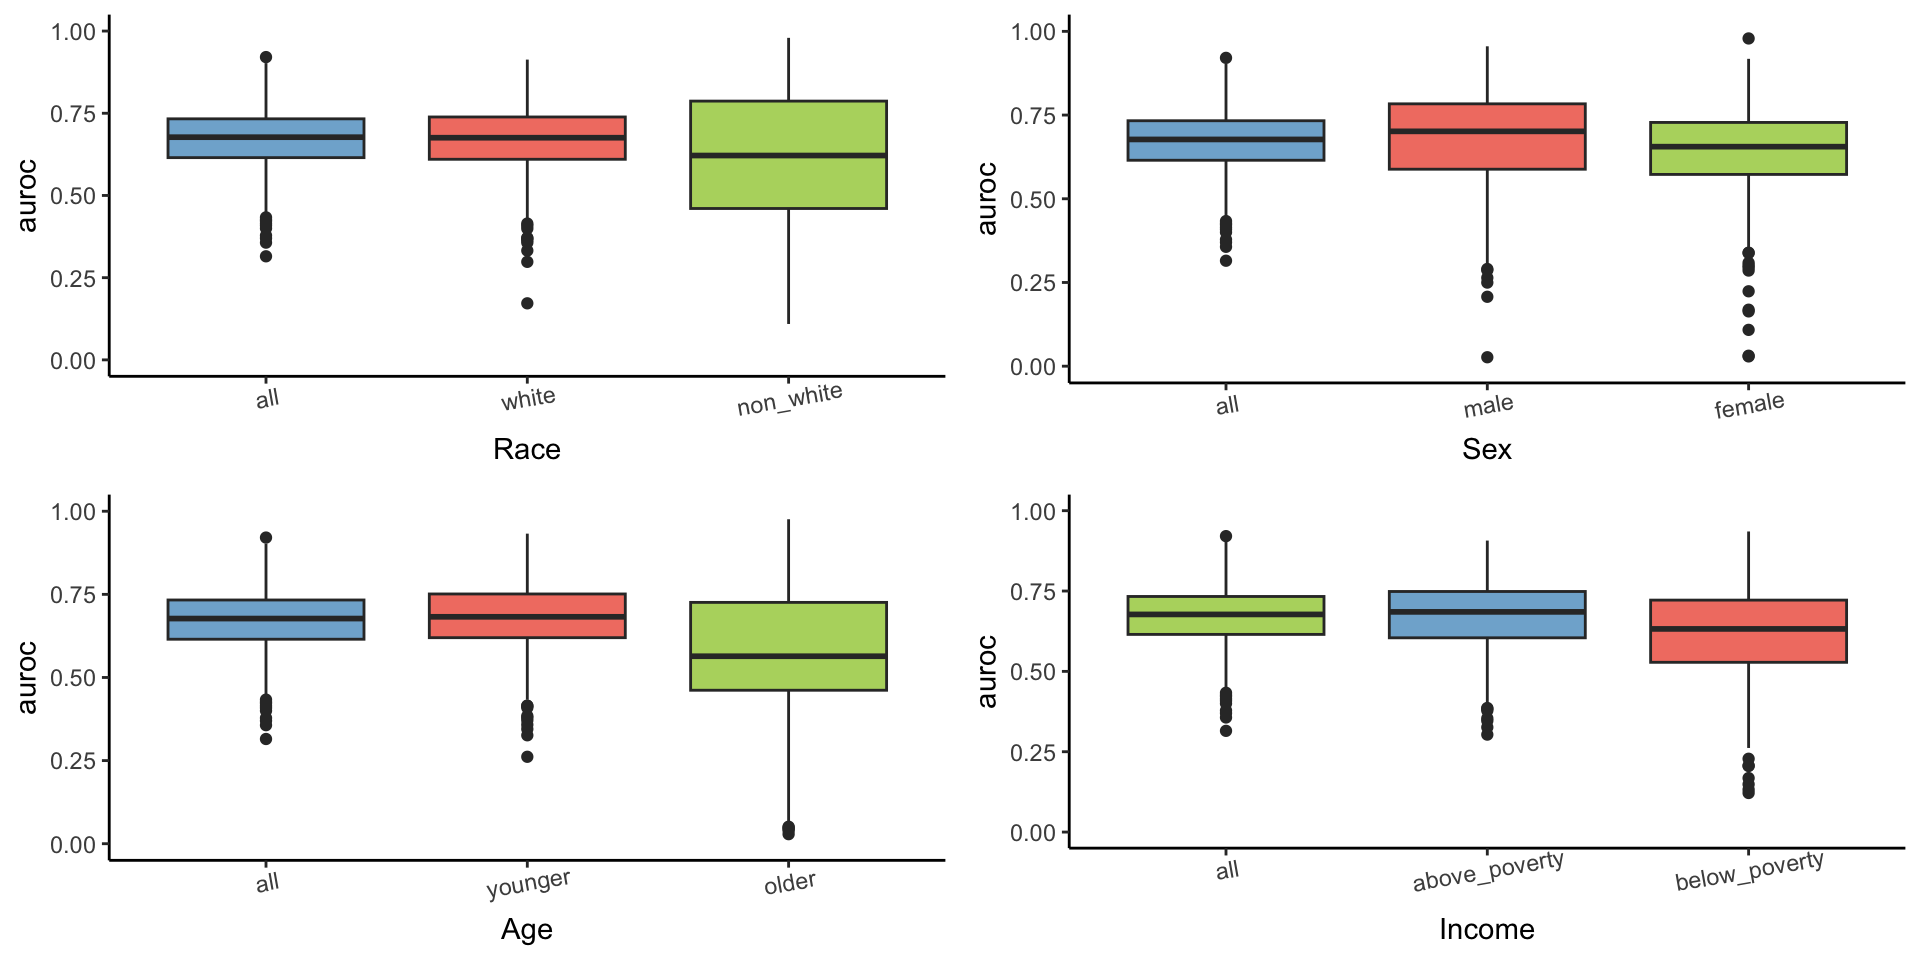 1.00
0.75
0.50
0.25
0.00
auroc
all
white
non_white
Race
1.00
0.75
0.50
0.25
0.00
auroc
all
male
female
Sex
1.00
0.75
0.50
0.25
0.00
auroc
all
younger
older
Age
1.00
0.75
0.50
0.25
0.00
auroc
all
above_poverty
below_poverty
Income